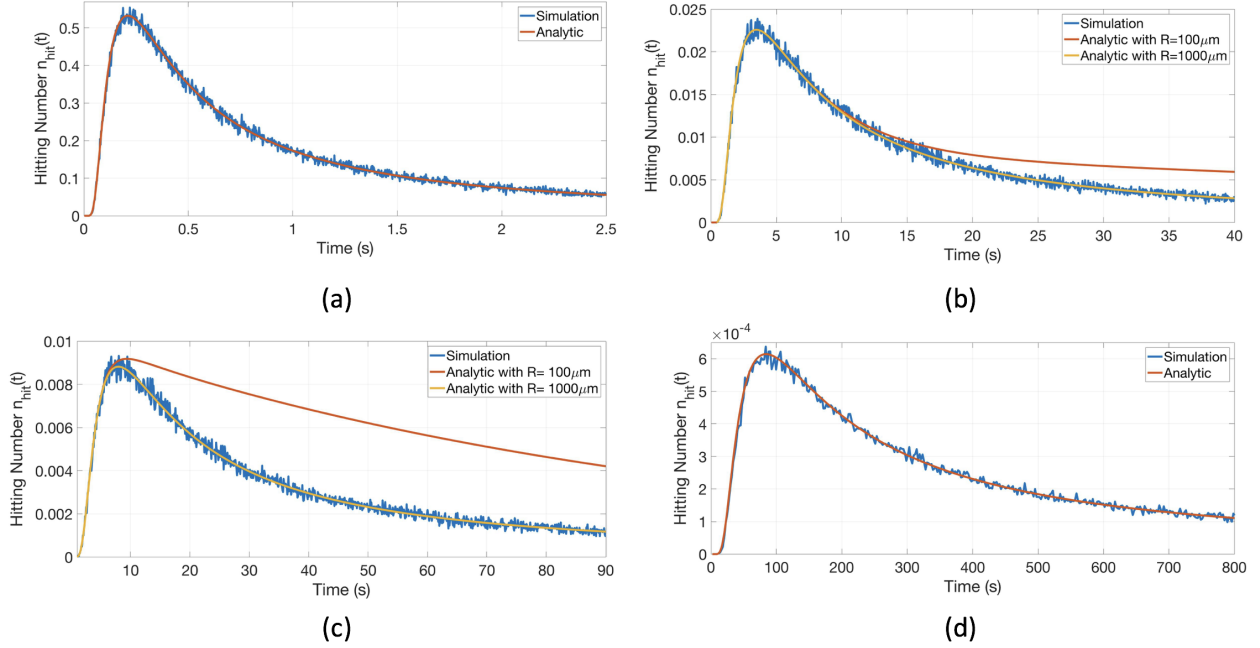 Hitting Number n_hit(t)
0.5
0.4
0.3
0.2
0.1
0
0 0.5 1 1.5 2 2.5
Time (s)
Simulation
Analytic
(a)
Hitting Number n_hit(t)
0.025
0.02
0.015
0.01
0.005
0
0 5 10 15 20 25 30 35 40
Time (s)
Simulation
Analytic with R=100μm
Analytic with R=1000μm
(b)
Hitting Number n_hit(t)
0.01
0.008
0.006
0.004
0.002
0
10 20 30 40 50 60 70 80 90
Time (s)
Simulation
Analytic with R= 100μm
Analytic with R= 1000μm
(c)
×10⁻⁴
Hitting Number n_hit(t)
6
5
4
3
2
1
0
0 100 200 300 400 500 600 700 800
Time (s)
Simulation
Analytic
(d)